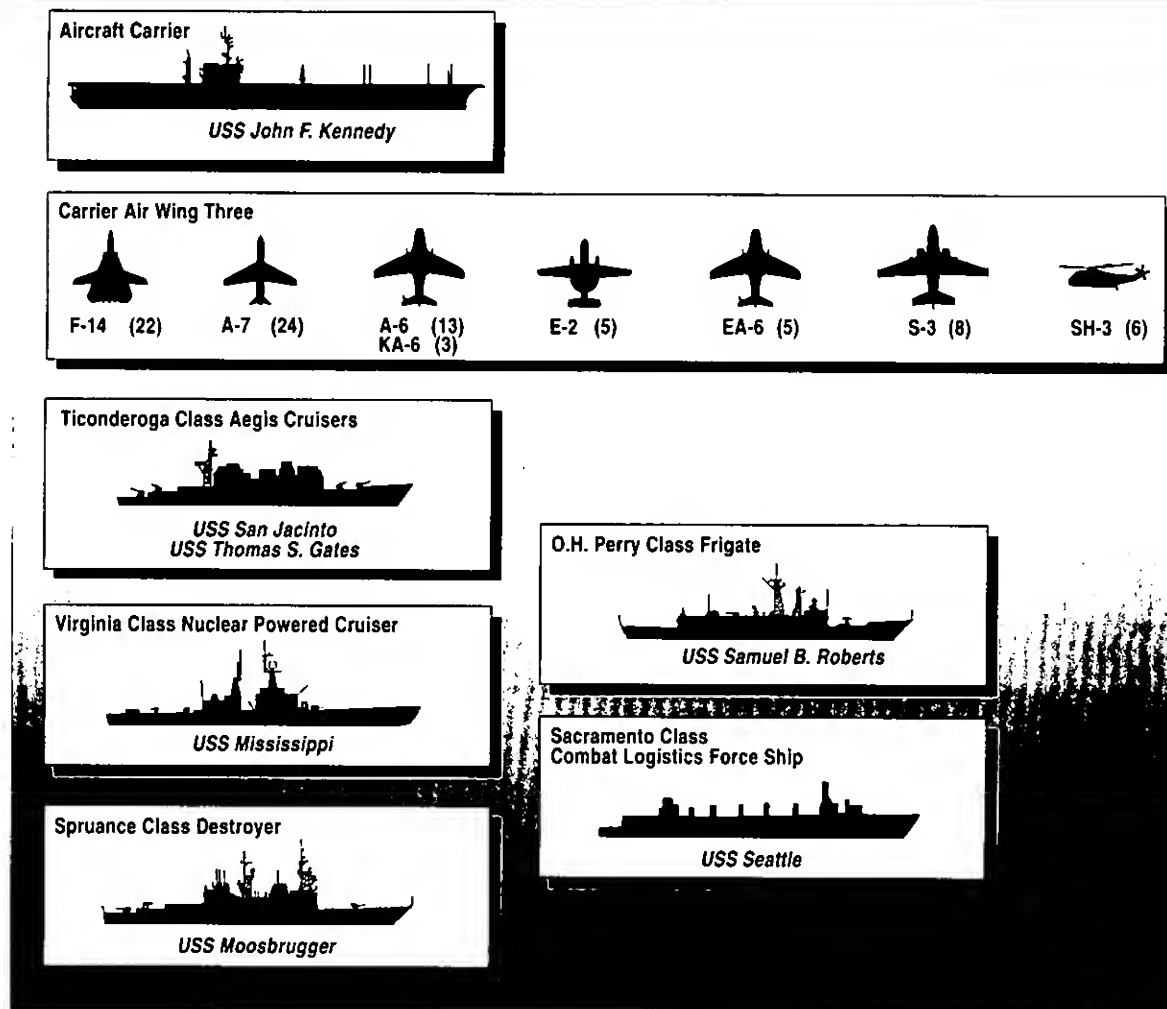 Aircraft Carrier
USS John F. Kennedy
Carrier Air Wing Three
F-14 (22) A-7 (24) A-6 (13) E-2 (5) EA-6 (5) S-3 (8) SH-3 (6)
KA-6 (3)
Ticonderoga Class Aegis Cruisers
USS San Jacinto
USS Thomas S. Gates
Virginia Class Nuclear Powered Cruiser
USS Mississippi
Spruance Class Destroyer
USS Moosbrugger
O.H. Perry Class Frigate
USS Samuel B. Roberts
Sacramento Class
Combat Logistics Force Ship
USS Seattle